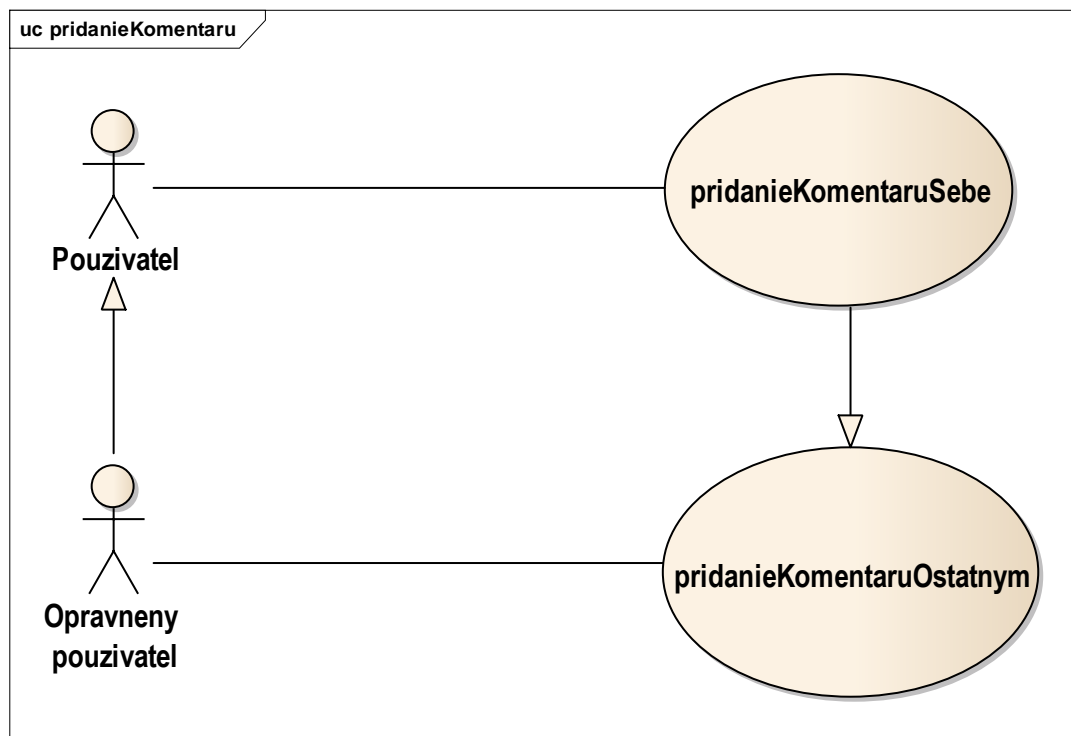 uc pridanieKomentaru
Pouzivatel
pridanieKomentaruSebe
Opravneny
pouzivatel
pridanieKomentaruOstatnym